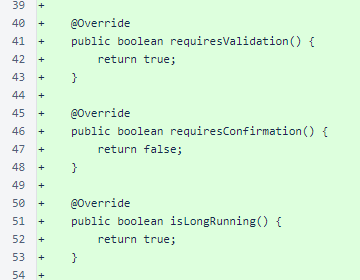 39 +
40 +     @Override
41 +     public boolean requiresValidation() {
42 +         return true;
43 +     }
44 +
45 +     @Override
46 +     public boolean requiresConfirmation() {
47 +         return false;
48 +     }
49 +
50 +     @Override
51 +     public boolean isLongRunning() {
52 +         return true;
53 +     }
54 +